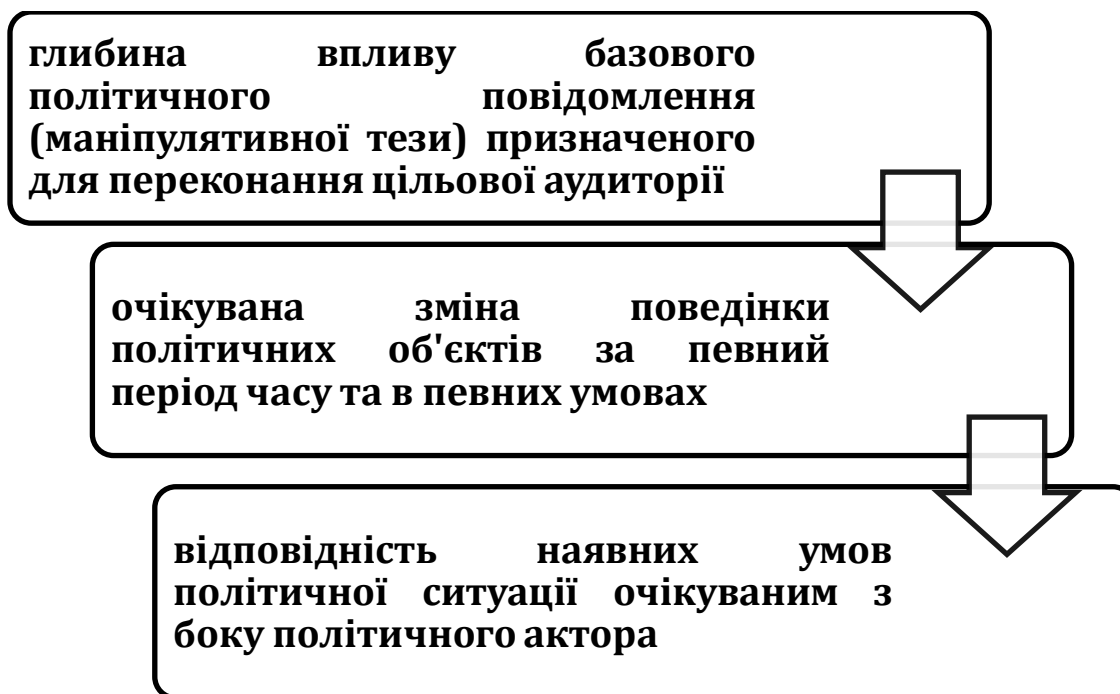 глибина впливу базового
політичного повідомлення
(маніпулятивної тези) призначеного
для переконання цільової аудиторії
очікувана зміна поведінки
політичних об'єктів за певний
період часу та в певних умовах
відповідність наявних умов
політичної ситуації очікуваним з
боку політичного актора